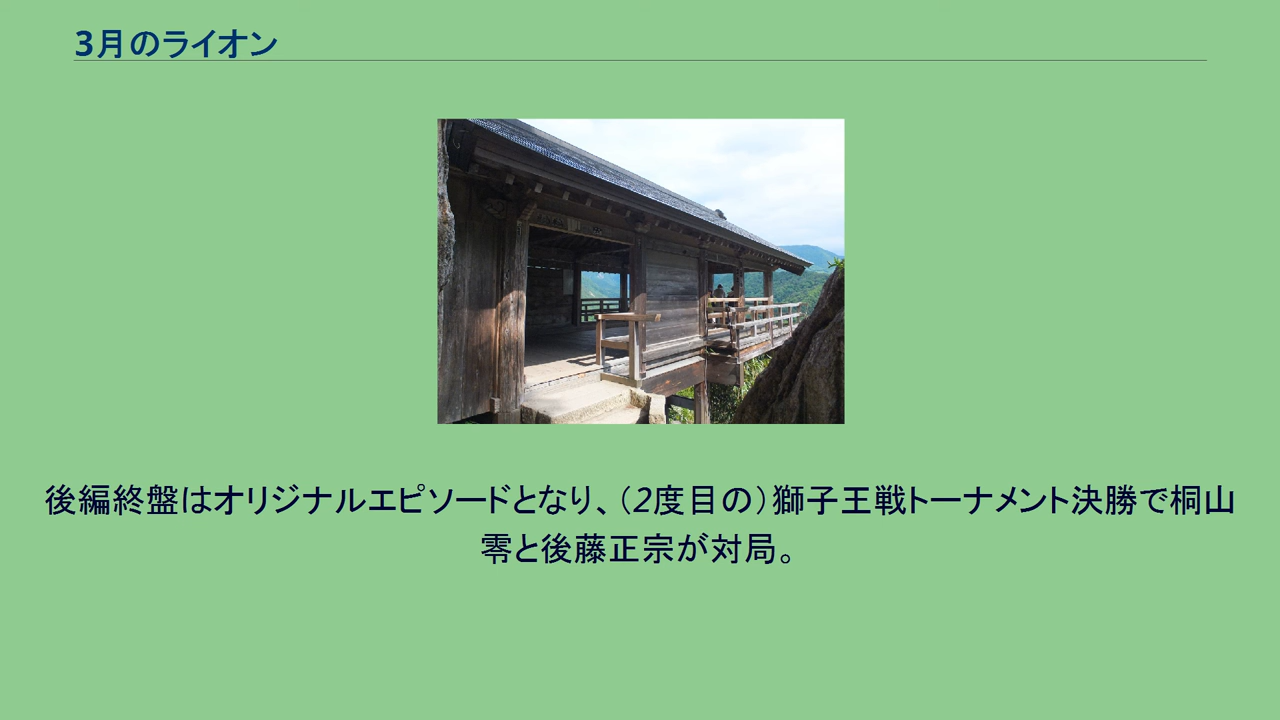 3月のライオン
後編終盤はオリジナルエピソードとなり、（2度目の）獅子王戦トーナメント決勝で桐山
零と後藤正宗が対局。